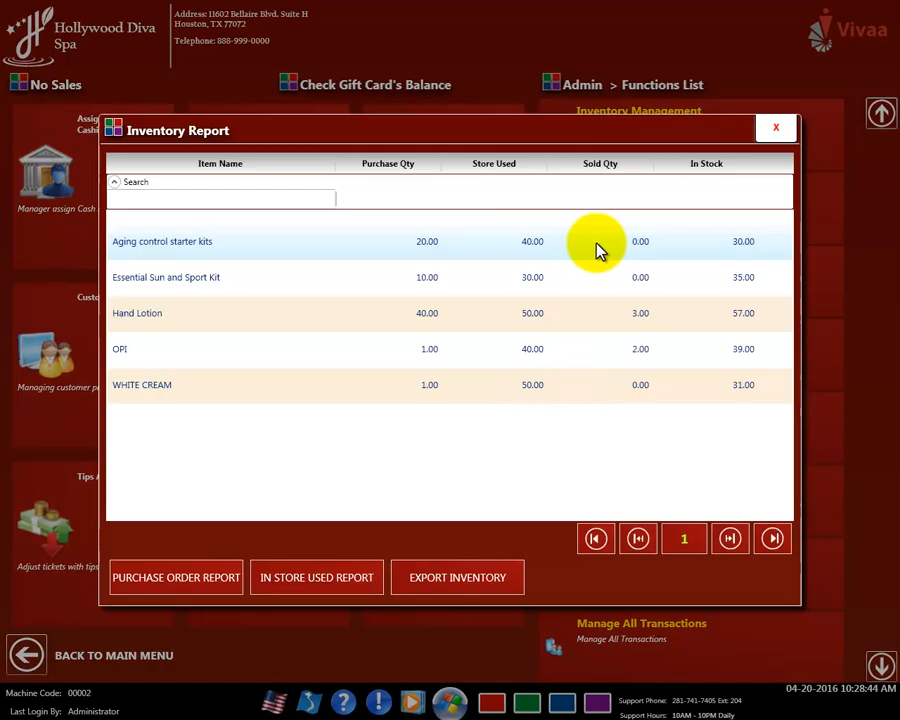 Hollywood Diva
Spa
Address: 11602 Bellaire Blvd. Suite H
Houston, TX 77072
Telephone: 888-999-0000
Vivaa
No Sales
Check Gift Card's Balance
Admin > Functions List
Inventory Management
Inventory Report
X
Item Name Purchase Qty Store Used Sold Qty In Stock
Search
Aging control starter kits 20.00 40.00 0.00 30.00
Essential Sun and Sport Kit 10.00 30.00 0.00 35.00
Hand Lotion 40.00 50.00 3.00 57.00
OPI 1.00 40.00 2.00 39.00
WHITE CREAM 1.00 50.00 0.00 31.00
1
PURCHASE ORDER REPORT
IN STORE USED REPORT
EXPORT INVENTORY
Manager assign Cash
Managing customer
Adjust tickets with tips
Manage All Transactions
Manage All Transactions
BACK TO MAIN MENU
Machine Code: 00002
Last Login By: Administrator
04-20-2016 10:28:44 AM
Support Phone: 281-741-7405 Ext: 204
Support Hours: 10AM - 10PM Daily